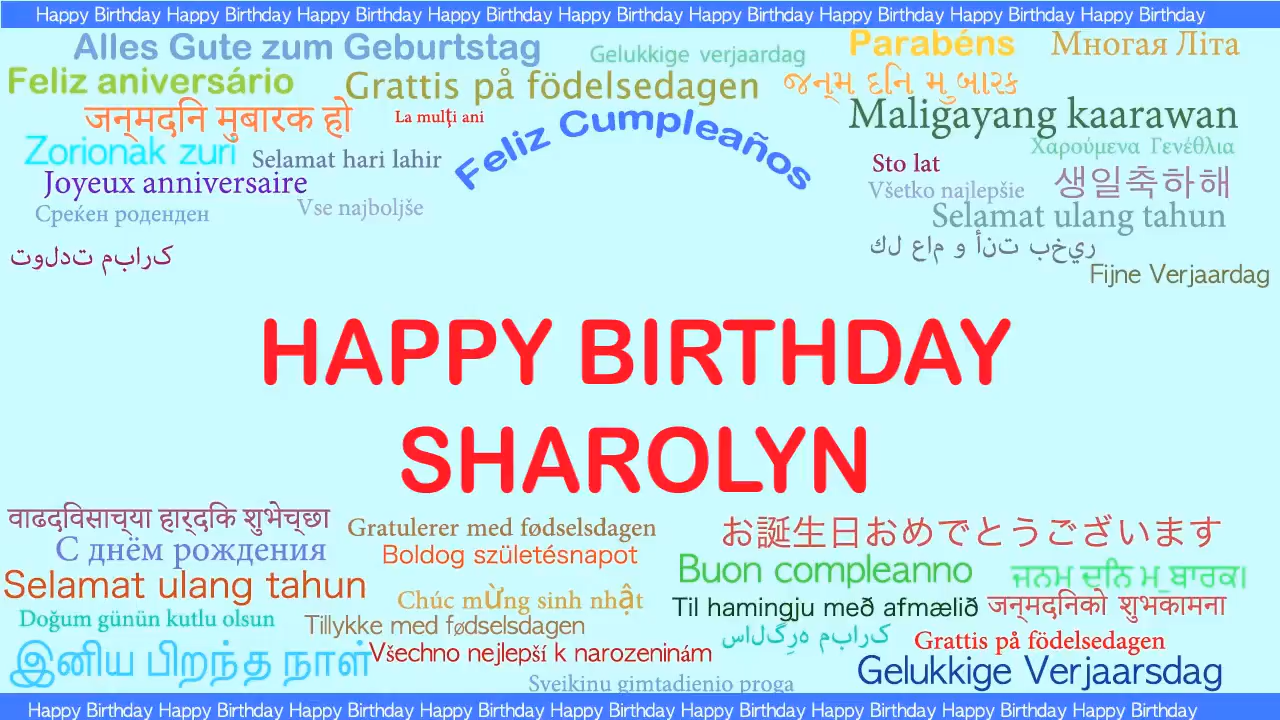 Happy Birthday Happy Birthday Happy Birthday Happy Birthday Happy Birthday Happy Birthday Happy Birthday Happy Birthday Happy Birthday
Alles Gute zum Geburtstag
Gelukkige verjaardag
Parabéns
Многая Літа
Feliz aniversário
Grattis på födelsedagen
જન્મ દિન મુબારક
जन्मदिन मुबारक हो
La mulţi ani
Feliz Cumpleaños
Maligayang kaarawan
Χαρούμενα Γενέθλια
Zorionak zuri
Selamat hari lahir
Sto lat
생일축하해
Joyeux anniversaire
Všetko najlepšie
Среќен роденден
Vse najboljše
Selamat ulang tahun
تولدت مبارک
كل عام و أنت بخير
Fijne Verjaardag
HAPPY BIRTHDAY
SHAROLYN
वाढदिवसाच्या हार्दिक शुभेच्छा
Gratulerer med fødselsdagen
お誕生日おめでとうございます
С днём рождения
Boldog születésnapot
Buon compleanno
ਜਨਮ ਦਿਨ ਮੁਬਾਰਕ।
Selamat ulang tahun
Chúc mừng sinh nhật
Til hamingju með afmælið
जन्मदिनको शुभकामना
Doğum günün kutlu olsun
Tillykke med fødselsdagen
سالگرہ مبارک
Grattis på födelsedagen
இனிய பிறந்த நாள்
Všechno nejlepší k narozeninám
Gelukkige Verjaarsdag
Sveikinu gimtadienio proga
Happy Birthday Happy Birthday Happy Birthday Happy Birthday Happy Birthday Happy Birthday Happy Birthday Happy Birthday Happy Birthday